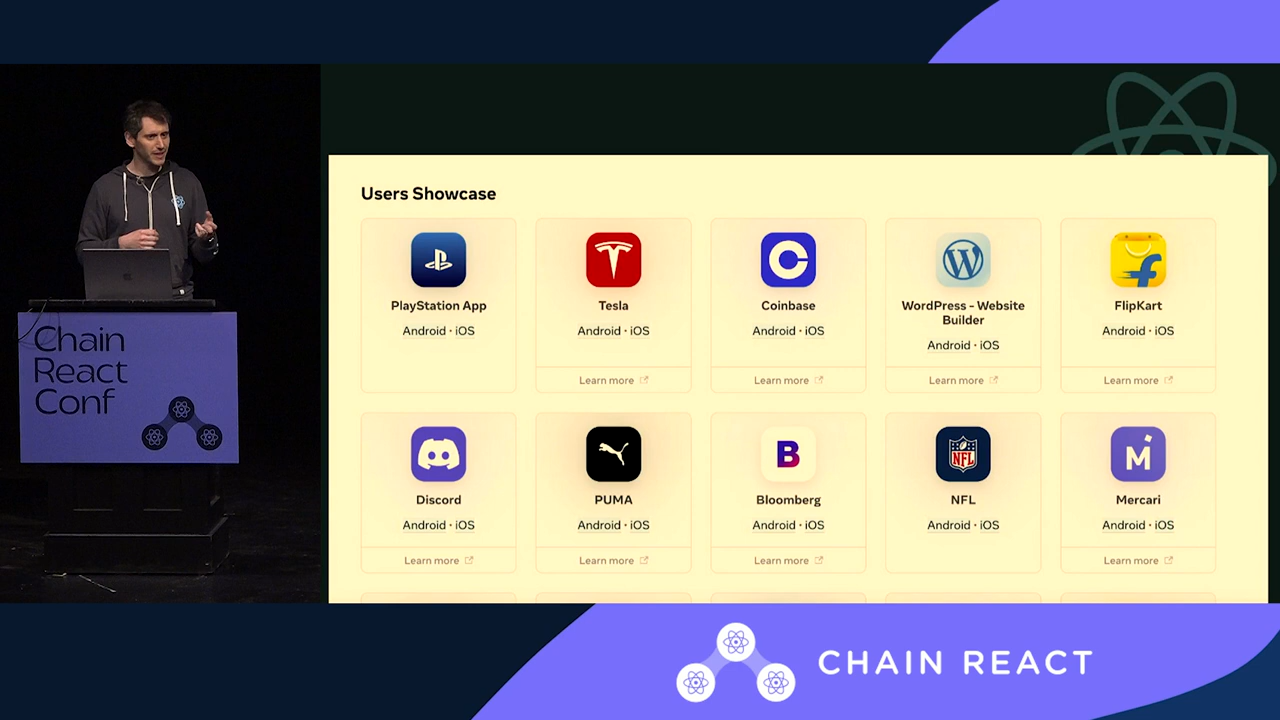 Chain
React
Conf
Users Showcase
PlayStation App
Android · iOS
Tesla
Android · iOS
Learn more
Coinbase
Android · iOS
Learn more
WordPress - Website
Builder
Android · iOS
Learn more
FlipKart
Android · iOS
Learn more
Discord
Android · iOS
Learn more
PUMA
Android · iOS
Learn more
B
Bloomberg
Android · iOS
Learn more
NFL
NFL
Android · iOS
M
Mercari
Android · iOS
Learn more
CHAIN REACT